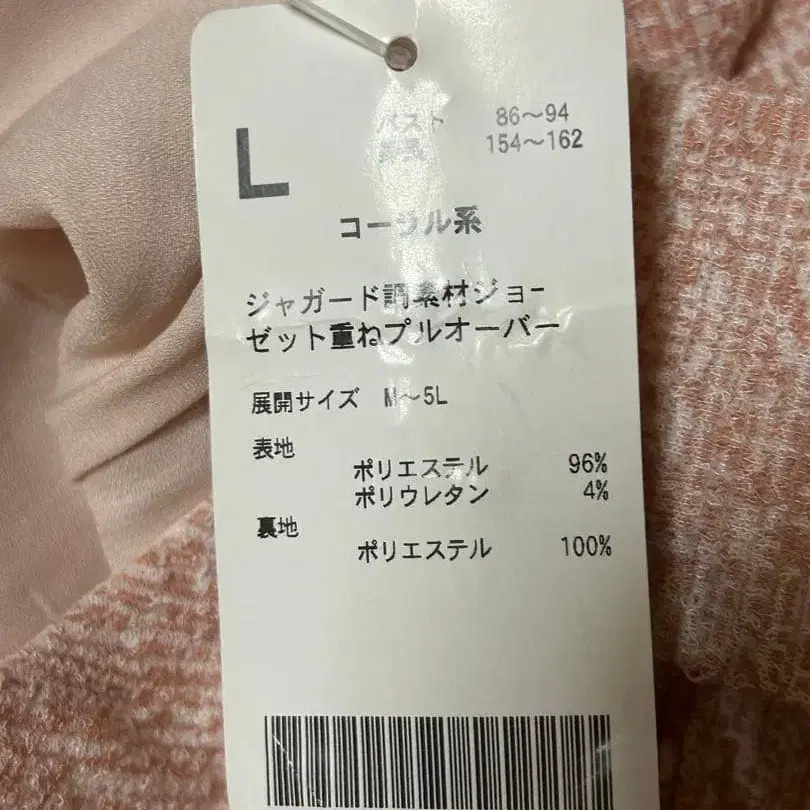 L
バスト 86～94
身長 154～162
コーラル系
ジャガード調素材ジョー
ゼット重ねプルオーバー
展開サイズ M～5L
表地
ポリエステル 96%
ポリウレタン 4%
裏地
ポリエステル 100%